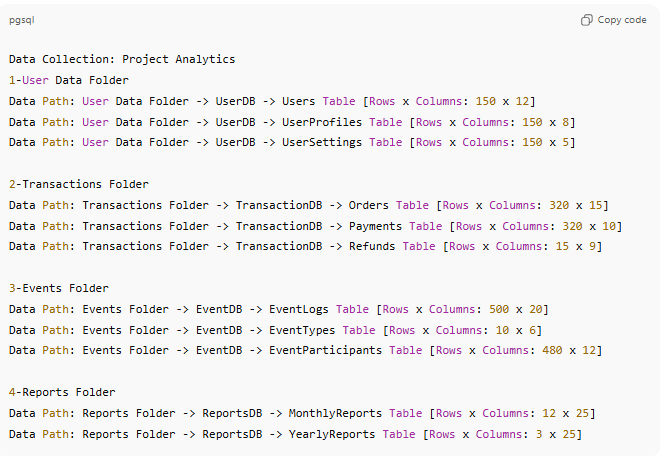 pgsql
Copy code
Data Collection: Project Analytics
1-User Data Folder
Data Path: User Data Folder -> UserDB -> Users Table [Rows x Columns: 150 x 12]
Data Path: User Data Folder -> UserDB -> UserProfiles Table [Rows x Columns: 150 x 8]
Data Path: User Data Folder -> UserDB -> UserSettings Table [Rows x Columns: 150 x 5]
2-Transactions Folder
Data Path: Transactions Folder -> TransactionDB -> Orders Table [Rows x Columns: 320 x 15]
Data Path: Transactions Folder -> TransactionDB -> Payments Table [Rows x Columns: 320 x 10]
Data Path: Transactions Folder -> TransactionDB -> Refunds Table [Rows x Columns: 15 x 9]
3-Events Folder
Data Path: Events Folder -> EventDB -> EventLogs Table [Rows x Columns: 500 x 20]
Data Path: Events Folder -> EventDB -> EventTypes Table [Rows x Columns: 10 x 6]
Data Path: Events Folder -> EventDB -> EventParticipants Table [Rows x Columns: 480 x 12]
4-Reports Folder
Data Path: Reports Folder -> ReportsDB -> MonthlyReports Table [Rows x Columns: 12 x 25]
Data Path: Reports Folder -> ReportsDB -> YearlyReports Table [Rows x Columns: 3 x 25]